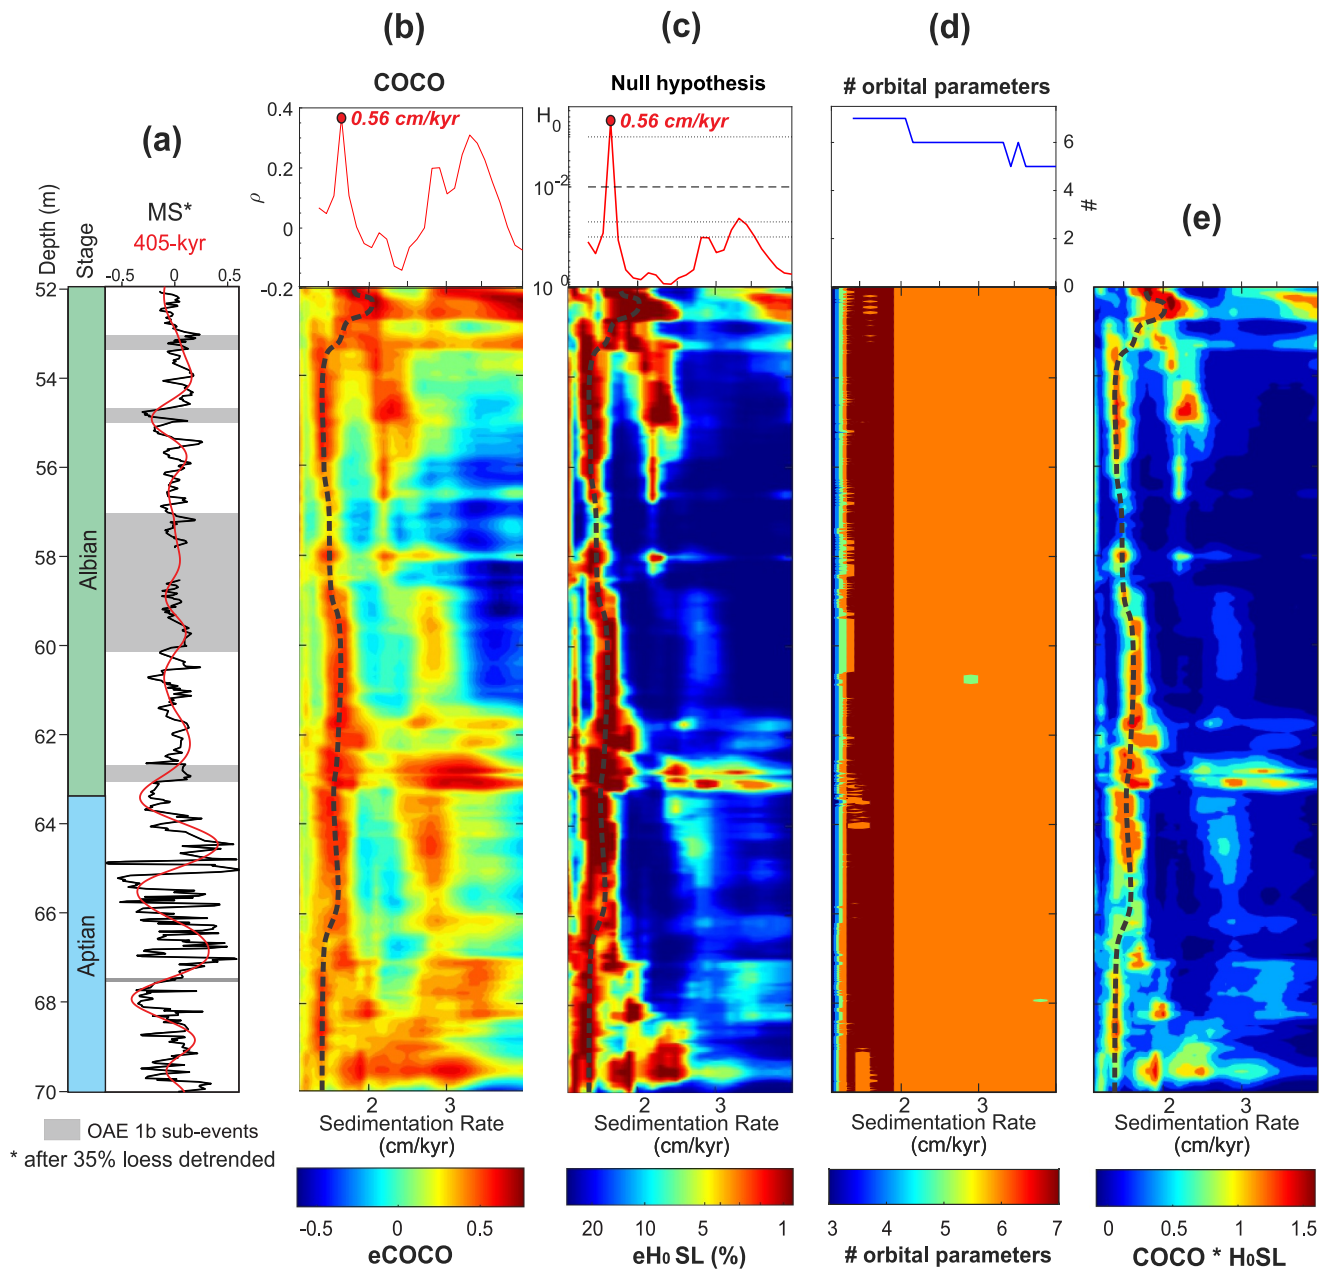 (b)
(c)
(d)
COCO
Null hypothesis
# orbital parameters
(a)
0.4
0.3
0.2
0.1
0
-0.2
ρ
0.56 cm/kyr
H0
10-2
100
0.56 cm/kyr
6
4
2
0
#
(e)
Depth (m)
Stage
MS*
405-kyr
-0.5
0
0.5
52
54
56
58
60
62
64
66
68
70
Albian
Aptian
OAE 1b sub-events
* after 35% loess detrended
2
3
Sedimentation Rate
(cm/kyr)
2
3
Sedimentation Rate
(cm/kyr)
2
3
Sedimentation Rate
(cm/kyr)
2
3
Sedimentation Rate
(cm/kyr)
-0.5
0
0.5
eCOCO
20
10
5
1
eH0 SL (%)
3
4
5
6
7
# orbital parameters
0
0.5
1
1.5
COCO * H0SL